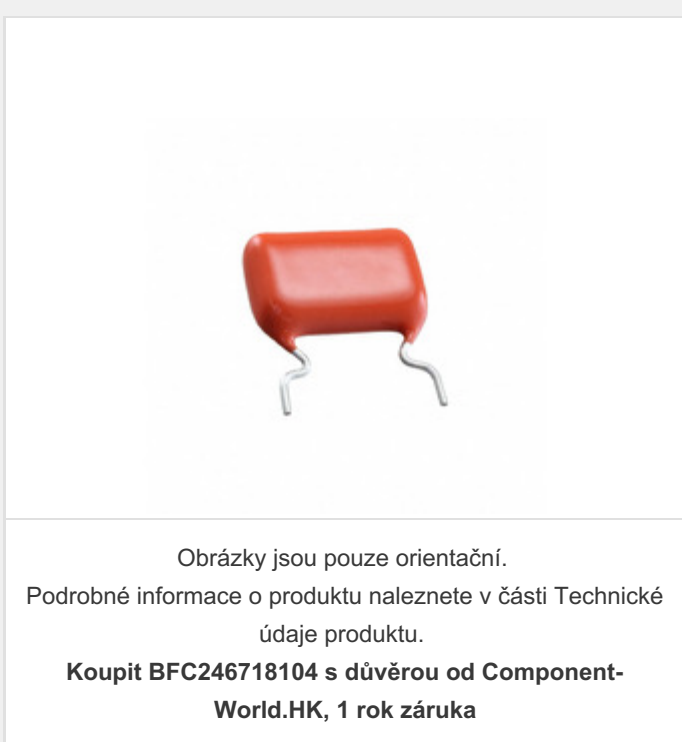 Obrázky jsou pouze orientační.
Podrobné informace o produktu naleznete v části Technické
údaje produktu.
Koupit BFC246718104 s důvěrou od Component-
World.HK, 1 rok záruka